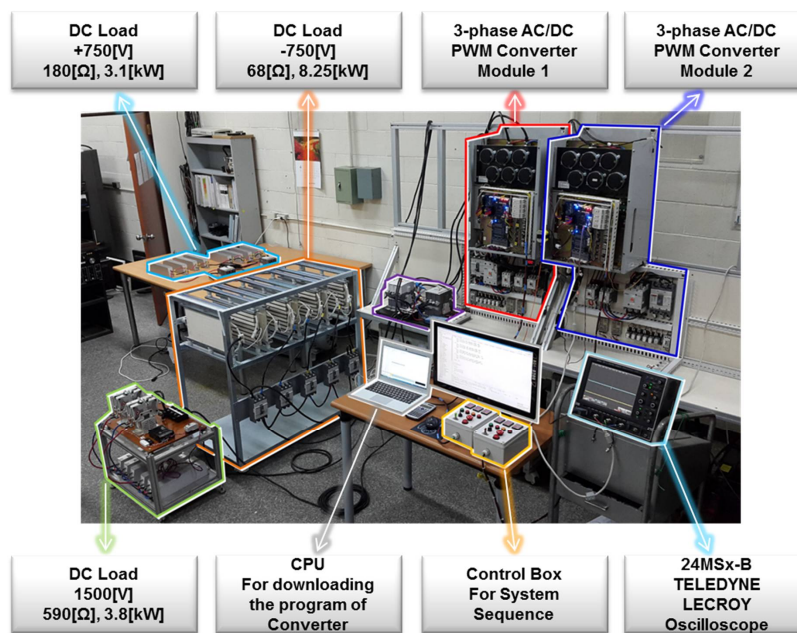 DC Load
+750[V]
180[Ω], 3.1[kW]
DC Load
-750[V]
68[Ω], 8.25[kW]
3-phase AC/DC
PWM Converter
Module 1
3-phase AC/DC
PWM Converter
Module 2
DC Load
1500[V]
590[Ω], 3.8[kW]
CPU
For downloading
the program of
Converter
Control Box
For System
Sequence
24MSx-B
TELEDYNE
LECROY
Oscilloscope